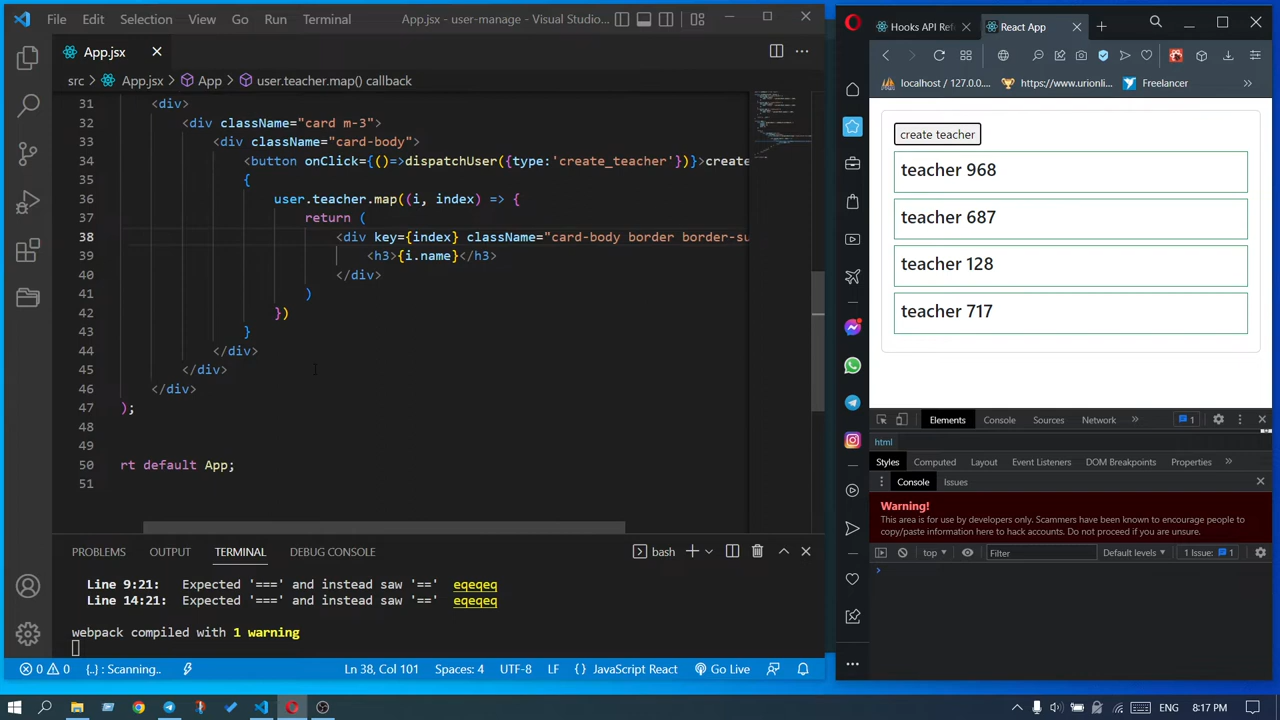 File Edit Selection View Go Run Terminal App.jsx - user-manage - Visual Studio...
App.jsx
src App.jsx App user.teacher.map() callback
31 <div>
32 <div className="card m-3">
33 <div className="card-body">
34 <button onClick={()=>dispatchUser({type:'create_teacher'})}>create
35 {
36 user.teacher.map((i, index) => {
37 return (
38 <div key={index} className="card-body border border-su
39 <h3>{i.name}</h3>
40 </div>
41 )
42 })
43 }
44 </div>
45 </div>
46 </div>
47 );
48
49
50 rt default App;
51
PROBLEMS OUTPUT TERMINAL DEBUG CONSOLE bash
Line 9:21: Expected '===' and instead saw '==' eqeqeq
Line 14:21: Expected '===' and instead saw '==' eqeqeq
webpack compiled with 1 warning
0 0 {..} : Scanning.. Ln 38, Col 101 Spaces: 4 UTF-8 LF {} JavaScript React Go Live
Hooks API Ref React App
localhost / 127.0.0.... https://www.urionli... Freelancer
create teacher
teacher 968
teacher 687
teacher 128
teacher 717
Elements Console Sources Network 1
html
Styles Computed Layout Event Listeners DOM Breakpoints Properties
Console Issues
Warning!
This area is for use by developers only. Scammers have been known to encourage people to
copy/paste information here to hack accounts. Do not proceed if you are unsure.
top Filter Default levels 1 Issue: 1
ENG 8:17 PM